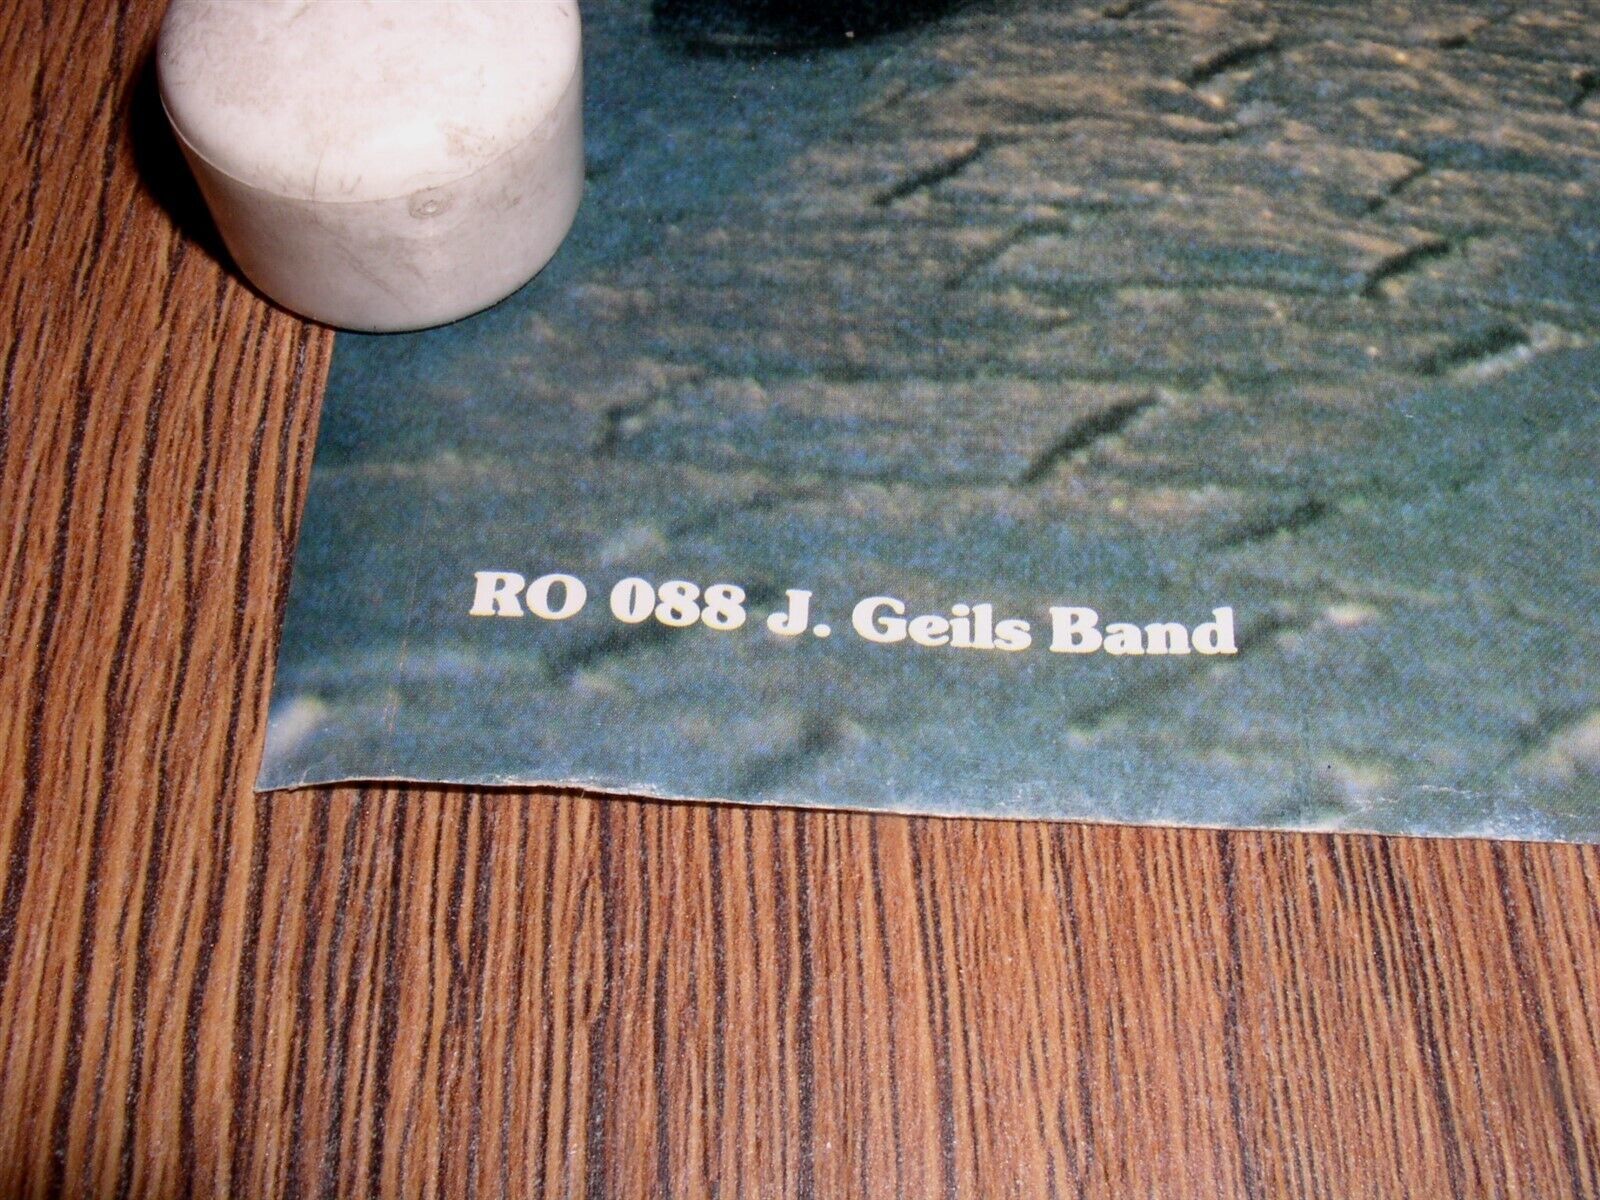 RO 088 J. Geils Band